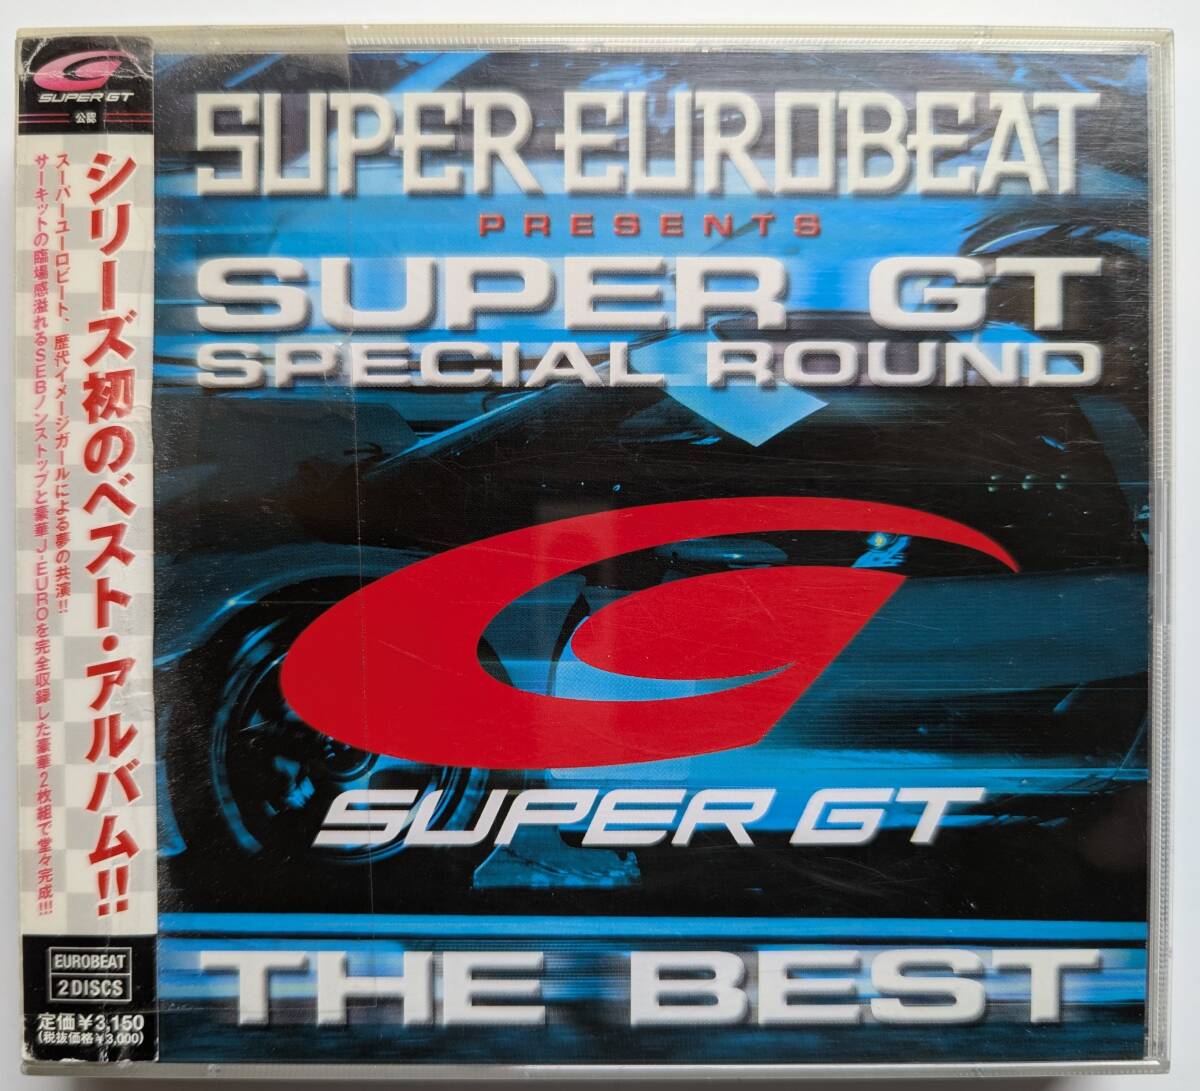 SUPER GT
公認
シリーズ初のベスト・アルバム!!
スーパーユーロビート、歴代イメージガールによる夢の共演!!
サーキットの臨場感溢れるSEBノンストップと豪華J-EUROを完全収録した豪華2枚組で堂々完成!!!
EUROBEAT
2DISCS
定価¥3,150
(税抜価格¥3,000)
SUPER EUROBEAT
PRESENTS
SUPER GT
SPECIAL ROUND
SUPER GT
THE BEST